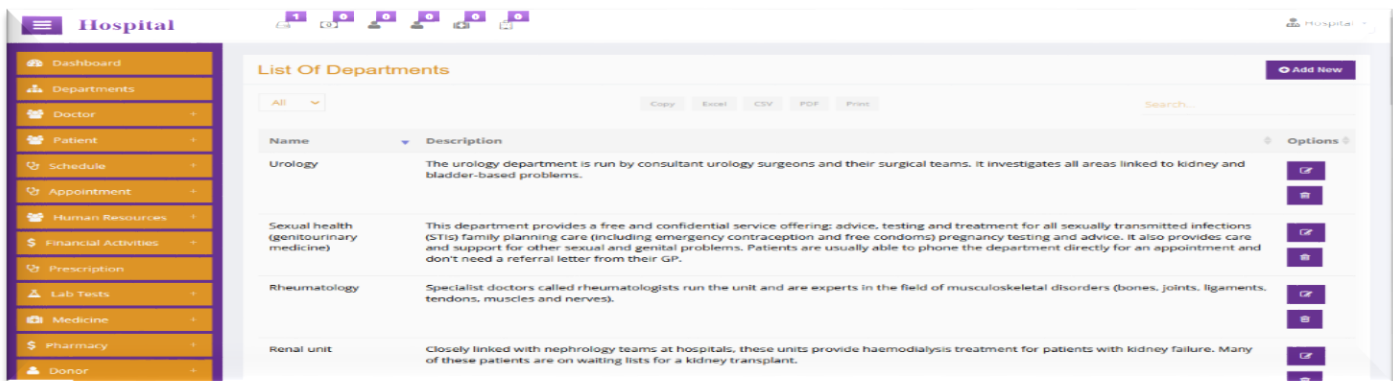 Hospital
1 0 0 0 0 0
Hospital
Dashboard
Departments
Doctor +
Patient +
Schedule +
Appointment +
Human Resources +
Financial Activities +
Prescription
Lab Tests +
Medicine +
Pharmacy +
Donor +
List Of Departments
Add New
All
Copy Excel CSV PDF Print
Search...
Name Description Options
Urology
The urology department is run by consultant urology surgeons and their surgical teams. It investigates all areas linked to kidney and
bladder-based problems.
Sexual health
(genitourinary
medicine)
This department provides a free and confidential service offering: advice, testing and treatment for all sexually transmitted infections
(STIs) family planning care (including emergency contraception and free condoms) pregnancy testing and advice. It also provides care
and support for other sexual and genital problems. Patients are usually able to phone the department directly for an appointment and
don't need a referral letter from their GP.
Rheumatology
Specialist doctors called rheumatologists run the unit and are experts in the field of musculoskeletal disorders (bones, joints, ligaments,
tendons, muscles and nerves).
Renal unit
Closely linked with nephrology teams at hospitals, these units provide haemodialysis treatment for patients with kidney failure. Many
of these patients are on waiting lists for a kidney transplant.